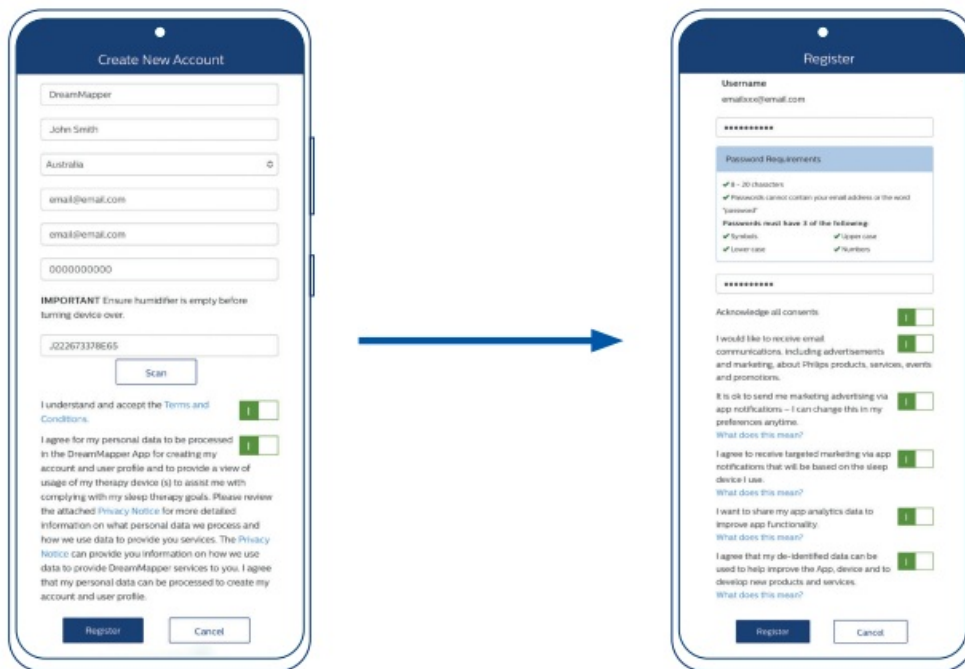 Create New Account
DreamMapper
John Smith
Australia
email@email.com
email@email.com
0000000000
IMPORTANT Ensure humidifier is empty before
turning device over.
J222673378E65
Scan
I understand and accept the Terms and
Conditions.
I agree for my personal data to be processed
in the DreamMapper App for creating my
account and user profile and to provide a view of
usage of my therapy device (s) to assist me with
complying with my sleep therapy goals. Please review
the attached Privacy Notice for more detailed
information on what personal data we process and
how we use data to provide you services. The Privacy
Notice can provide you information on how we use
data to provide DreamMapper services to you. I agree
that my personal data can be processed to create my
account and user profile.
Register
Cancel
Register
Username
emailxxx@email.com
••••••••••
Password Requirements
✔ 8 – 20 characters
✔ Passwords cannot contain your email address or the word
"password"
Passwords must have 3 of the following:
✔ Symbols
✔ Upper case
✔ Lower case
✔ Numbers
••••••••••
Acknowledge all consents
I would like to receive email
communications, including advertisements
and marketing, about Philips products, services, events
and promotions.
It is ok to send me marketing advertising via
app notifications – I can change this in my
preferences anytime.
What does this mean?
I agree to receive targeted marketing via app
notifications that will be based on the sleep
device I use.
What does this mean?
I want to share my app analytics data to
improve app functionality.
What does this mean?
I agree that my de-identified data can be
used to help improve the App, device and to
develop new products and services.
What does this mean?
Register
Cancel